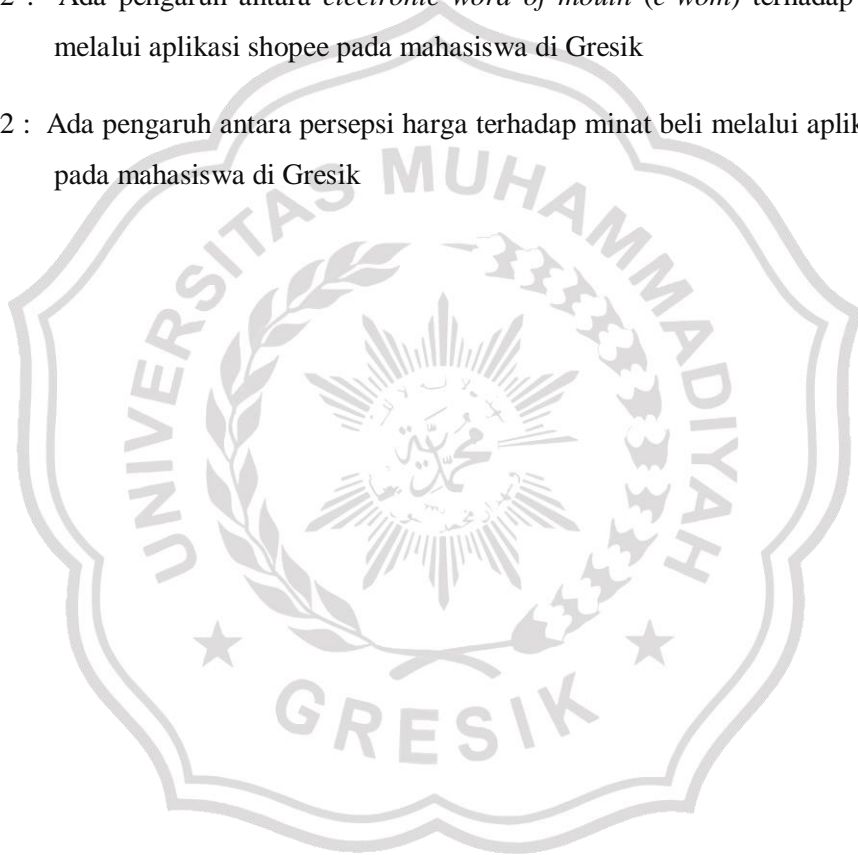 2 : Ada pengaruh antara electronic word of mouth (e-wom) terhadap
melalui aplikasi shopee pada mahasiswa di Gresik
2 : Ada pengaruh antara persepsi harga terhadap minat beli melalui
pada mahasiswa di Gresik
UNIVERSITAS MUHAMMADIYAH
GRESIK